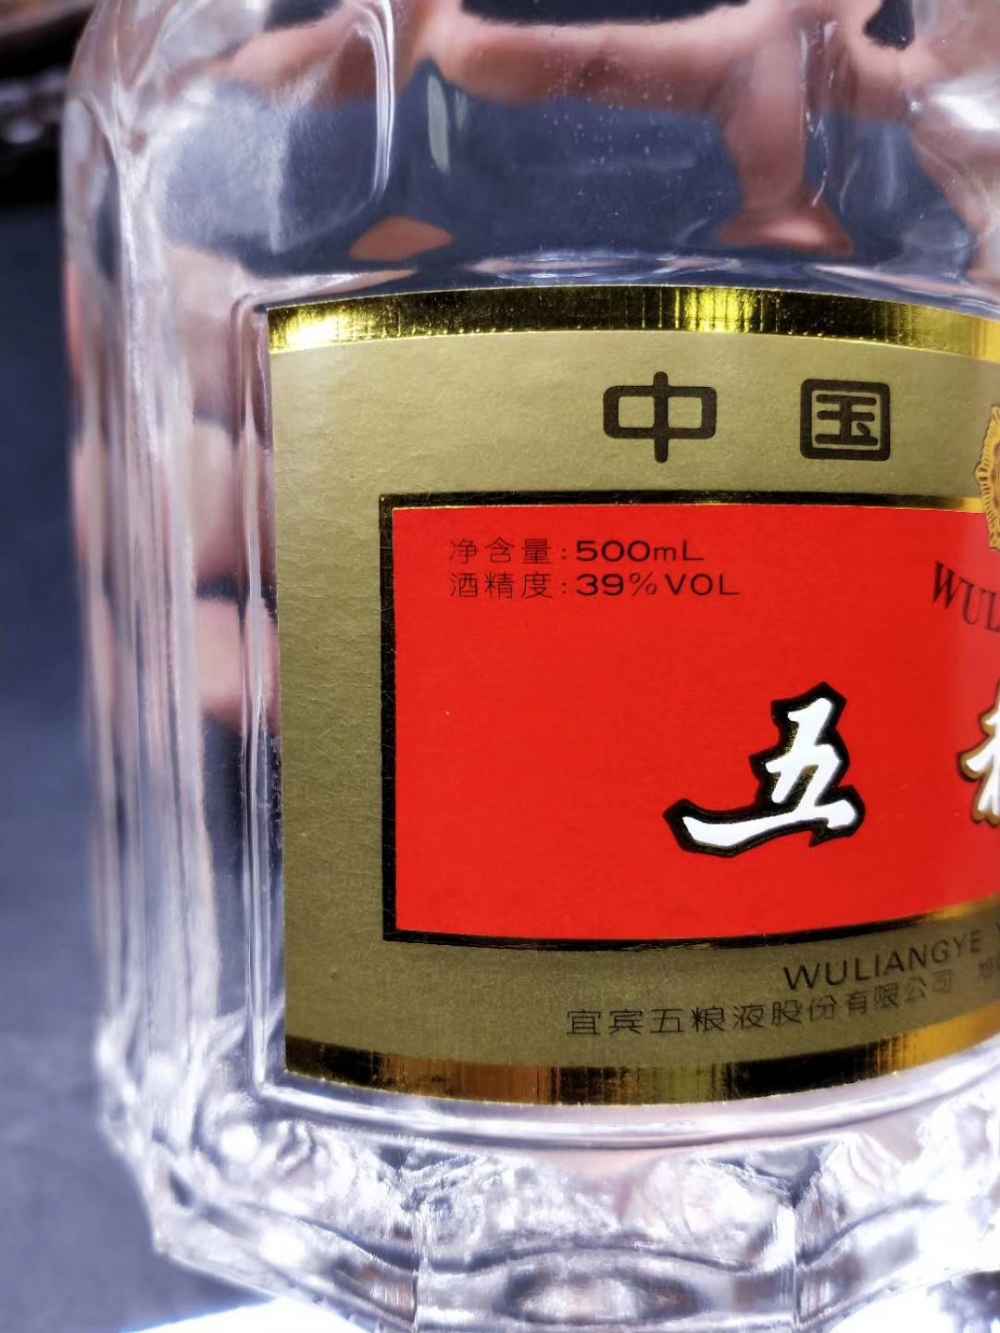 中国
净含量:500mL
酒精度:39%VOL
WUL
五
WULIANGYE Y
宜宾五粮液股份有限公司